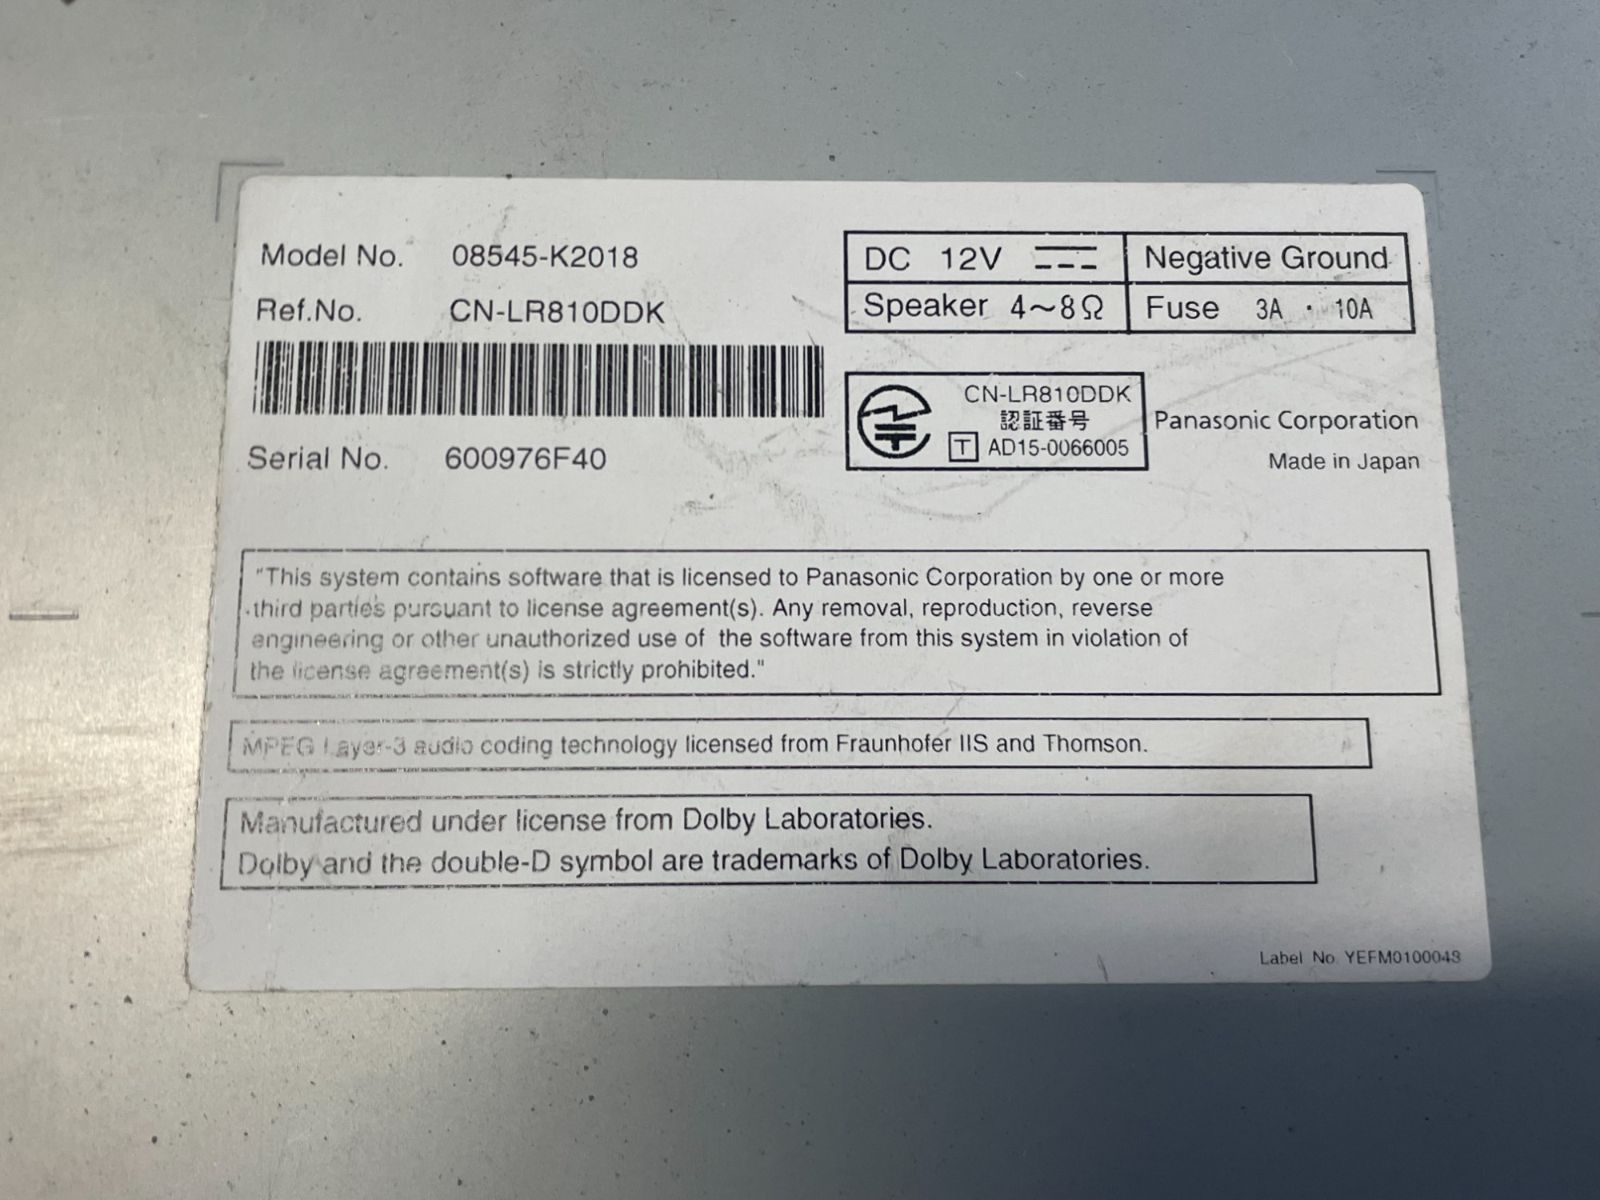 Model No. 08545-K2018
Ref.No. CN-LR810DDK
Serial No. 600976F40
DC 12V Negative Ground
Speaker 4~8Ω Fuse 3A · 10A
CN-LR810DDK
認証番号
T AD15-0066005
Panasonic Corporation
Made in Japan
"This system contains software that is licensed to Panasonic Corporation by one or more
third parties pursuant to license agreement(s). Any removal, reproduction, reverse
engineering or other unauthorized use of the software from this system in violation of
the license agreement(s) is strictly prohibited."
MPEG Layer-3 audio coding technology licensed from Fraunhofer IIS and Thomson.
Manufactured under license from Dolby Laboratories.
Dolby and the double-D symbol are trademarks of Dolby Laboratories.
Label No.